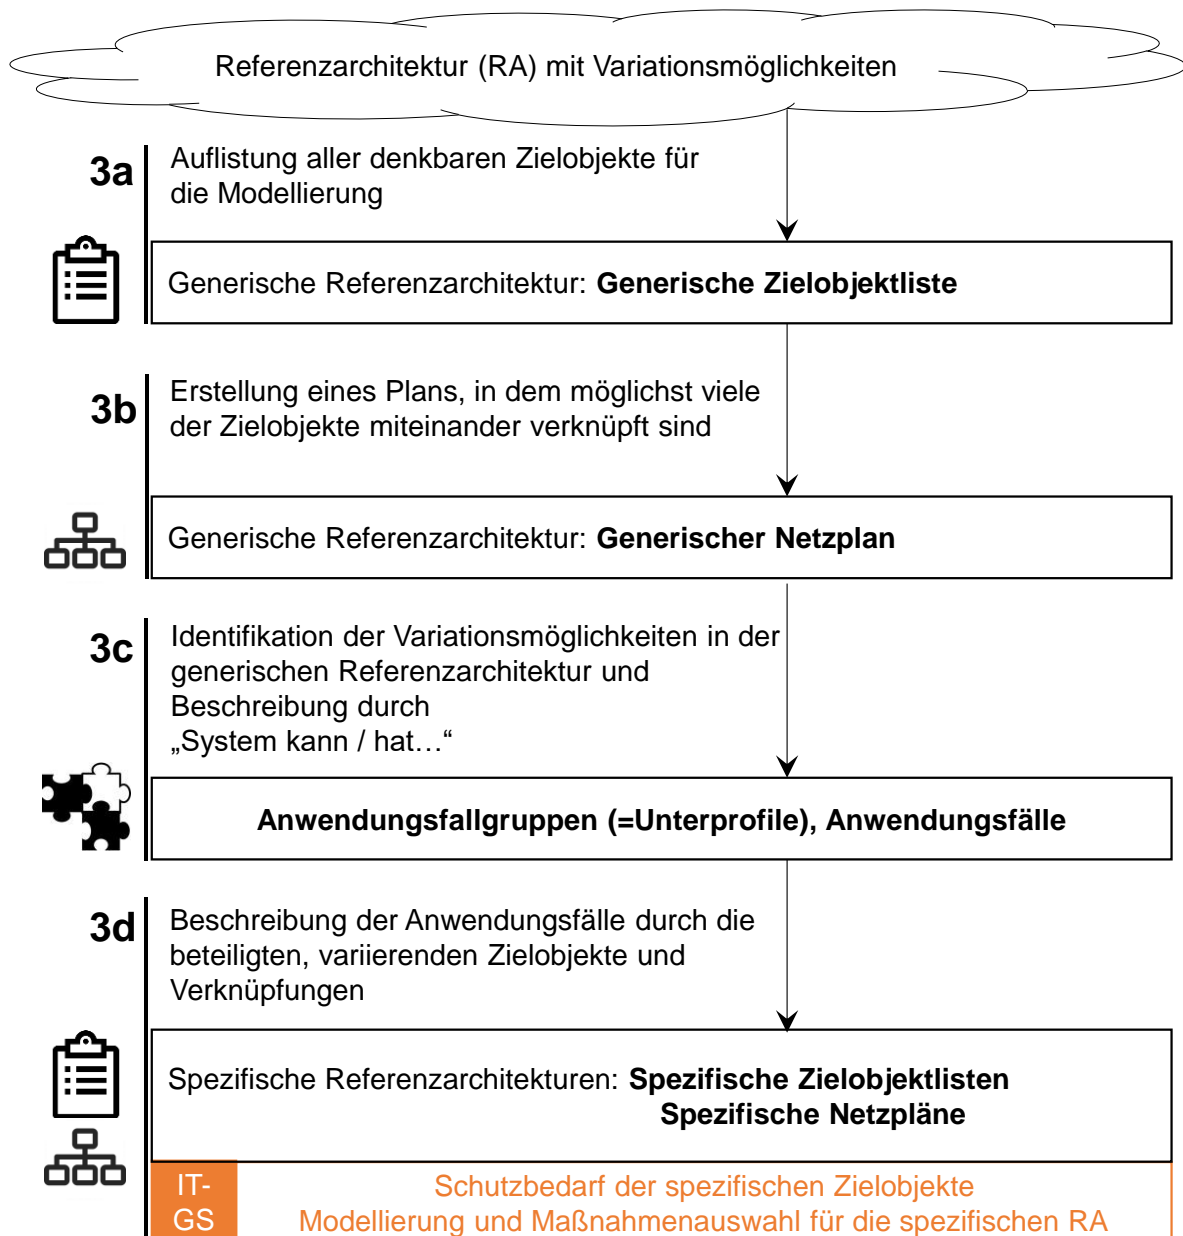 Referenzarchitektur (RA) mit Variationsmöglichkeiten
3a
Auflistung aller denkbaren Zielobjekte für
die Modellierung
Generische Referenzarchitektur: Generische Zielobjektliste
3b
Erstellung eines Plans, in dem möglichst viele
der Zielobjekte miteinander verknüpft sind
Generische Referenzarchitektur: Generischer Netzplan
3c
Identifikation der Variationsmöglichkeiten in der
generischen Referenzarchitektur und
Beschreibung durch
„System kann / hat…“
Anwendungsfallgruppen (=Unterprofile), Anwendungsfälle
3d
Beschreibung der Anwendungsfälle durch die
beteiligten, variierenden Zielobjekte und
Verknüpfungen
Spezifische Referenzarchitekturen: Spezifische Zielobjektlisten
Spezifische Netzpläne
IT-
GS
Schutzbedarf der spezifischen Zielobjekte
Modellierung und Maßnahmenauswahl für die spezifischen RA